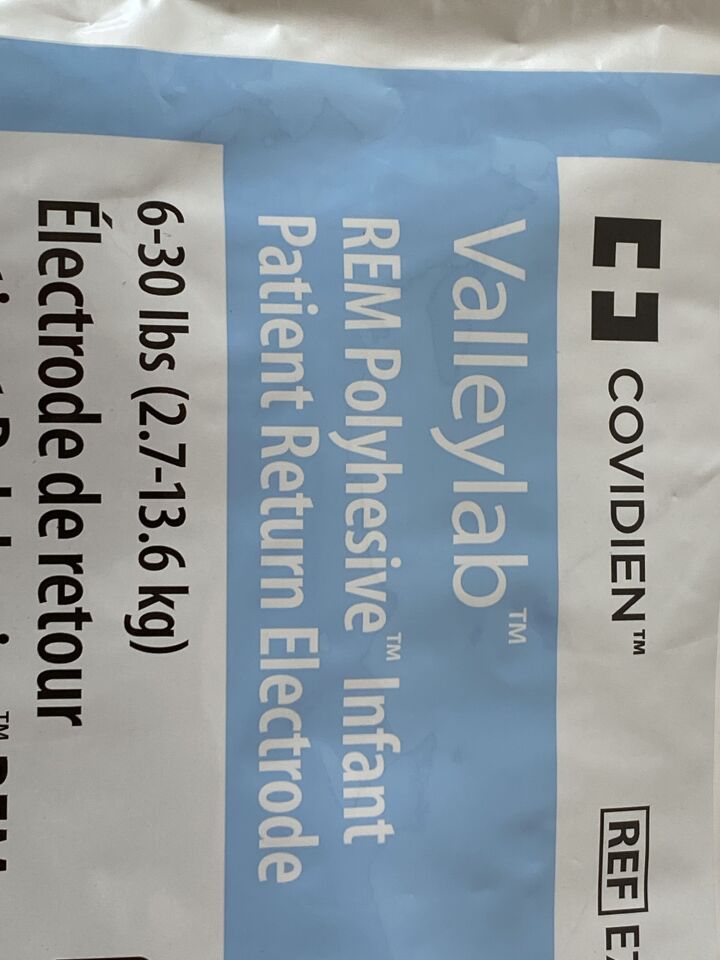 COVIDIEN™
REF
Valleylab™
REM Polyhesive™ Infant
Patient Return Electrode
6-30 lbs (2.7-13.6 kg)
Électrode de retour